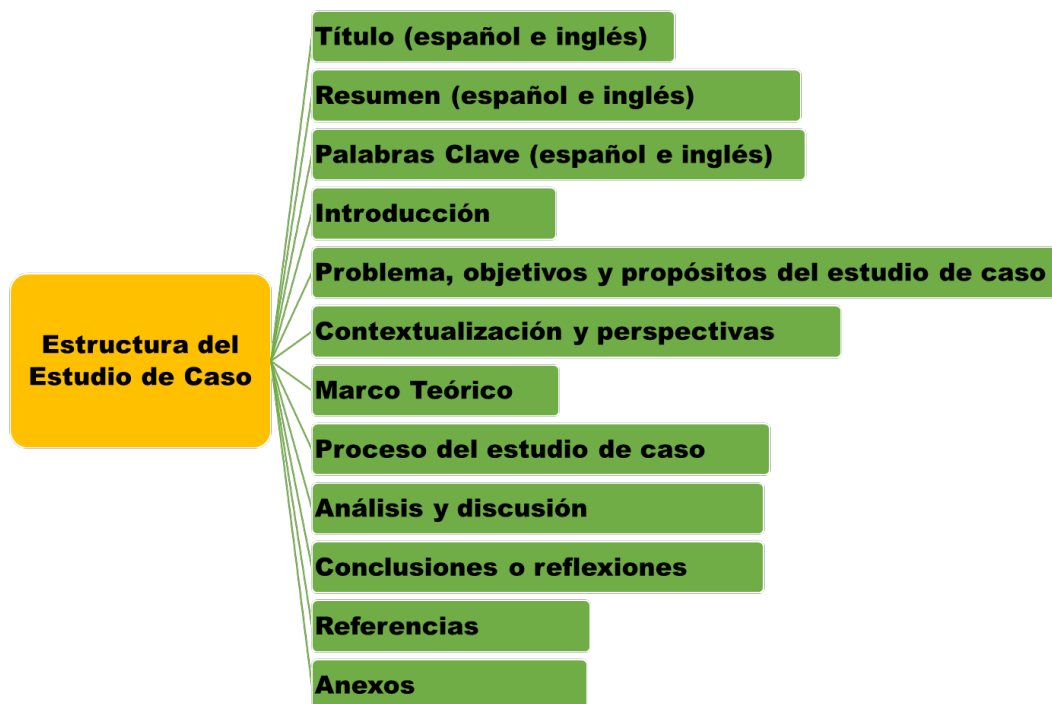 Título (español e inglés)
Resumen (español e inglés)
Palabras Clave (español e inglés)
Introducción
Problema, objetivos y propósitos del estudio de caso
Estructura del
Estudio de Caso
Contextualización y perspectivas
Marco Teórico
Proceso del estudio de caso
Análisis y discusión
Conclusiones o reflexiones
Referencias
Anexos